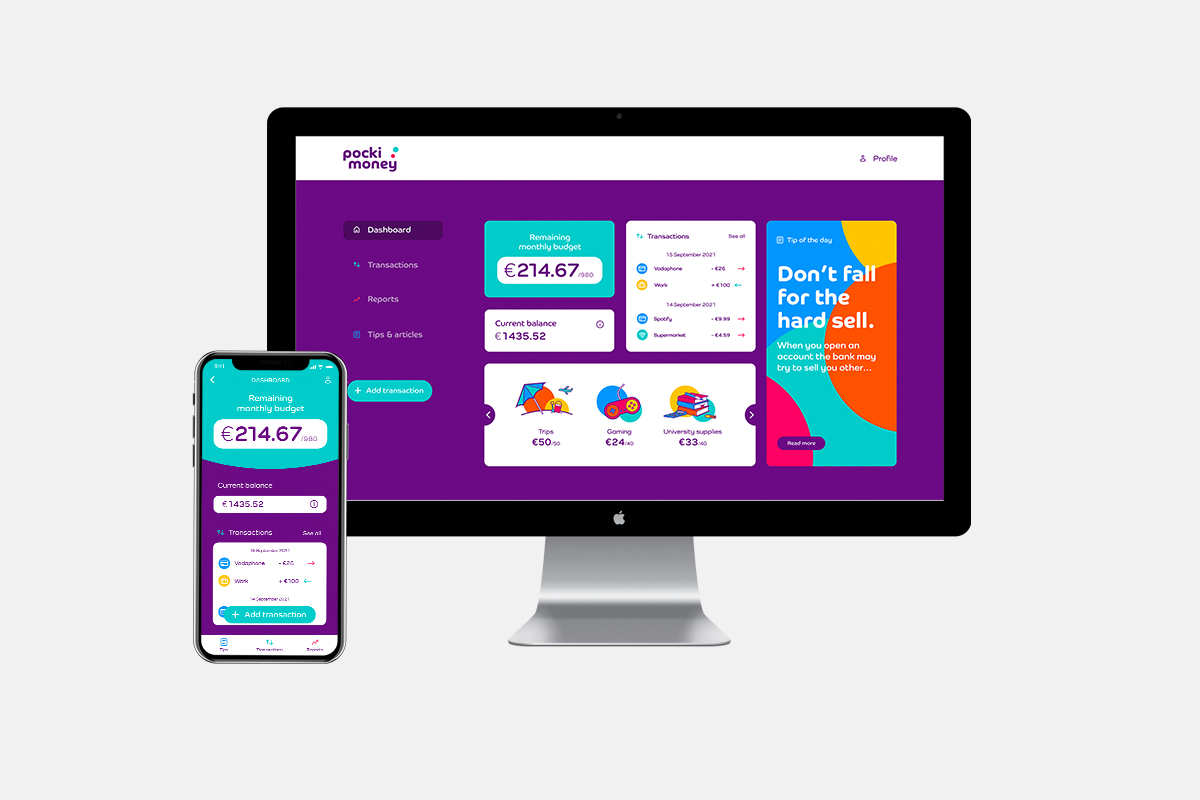 pocki
money
Profile
Dashboard
Transactions
Reports
Tips & articles
+ Add transaction
Remaining
monthly budget
€214.67/980
Current balance
€1435.52
Transactions See all
15 September 2021
Vodaphone - €26
Work + €100
14 September 2021
Spotify - €9.99
Supermarket - €4.59
Trips
€50/50
Gaming
€24/40
University supplies
€33/40
Tip of the day
Don't fall
for the
hard sell.
When you open an
account the bank may
try to sell you other...
Read more
9:41
DASHBOARD
Remaining
monthly budget
€214.67/980
Current balance
€1435.52
Transactions See all
15 September 2021
Vodaphone - €26
Work + €100
14 September 2021
+ Add transaction
Tips Transactions Reports